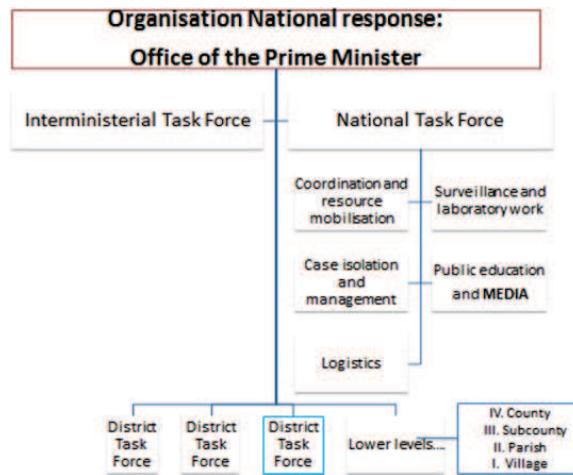 Organisation National response:
Office of the Prime Minister
Interministerial Task Force
National Task Force
Coordination and
resource
mobilisation
Surveillance and
laboratory work
Case isolation
and
management
Public education
and MEDIA
Logistics
District
Task
Force
District
Task
Force
District
Task
Force
Lower levels....
IV. County
III. Subcounty
II. Parish
I. Village